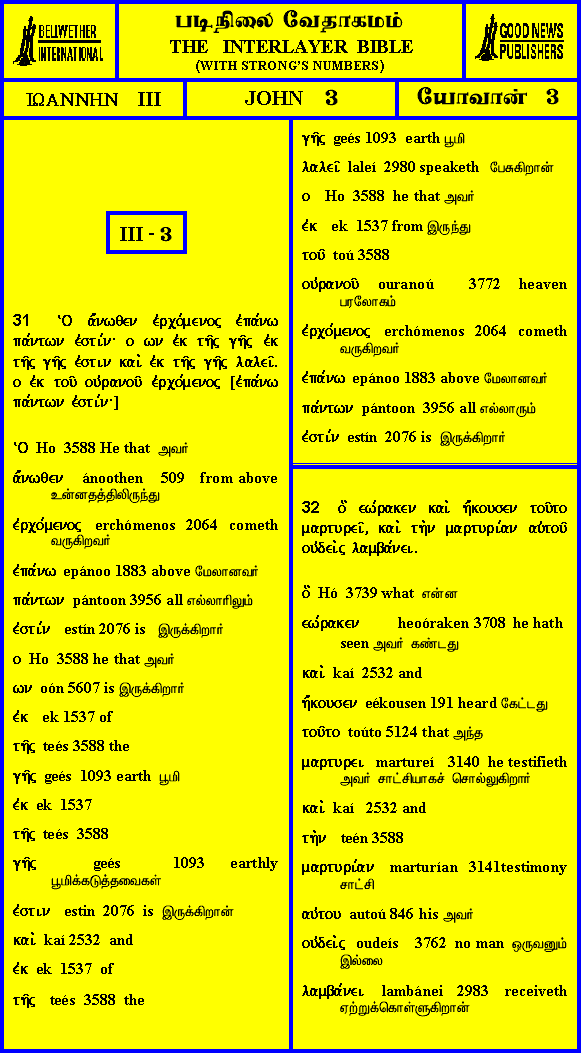 BELLWETHER
INTERNATIONAL
படிநிலை வேதாகமம்
THE INTERLAYER BIBLE
(WITH STRONG'S NUMBERS)
GOOD NEWS
PUBLISHERS
ΙΩΑΝΝΗΝ III
JOHN 3
யோவான் 3
III - 3
31 Ὁ ἄνωθεν ἐρχόμενος ἐπάνω
πάντων ἐστίν· ο ων ἐκ τῆς γῆς ἐκ
τῆς γῆς ἐστιν καὶ ἐκ τῆς γῆς λαλεῖ.
ο ἐκ τοῦ οὐρανοῦ ἐρχόμενος [ἐπάνω
πάντων ἐστίν·]
Ὁ Ho 3588 He that அவர்
ἄνωθεν ánoothen 509 from above
உன்னதத்திலிருந்து
ἐρχόμενος erchómenos 2064 cometh
வருகிறவர்
ἐπάνω epánoo 1883 above மேலானவர்
πάντων pántoon 3956 all எல்லாரிலும்
ἐστίν estín 2076 is இருக்கிறார்
ο Ho 3588 he that அவர்
ων oón 5607 is இருக்கிறார்
ἐκ ek 1537 of
τῆς teés 3588 the
γῆς geés 1093 earth பூமி
ἐκ ek 1537
τῆς teés 3588
γῆς geés 1093 earthly
பூமிக்கடுத்தவைகள்
ἐστιν estin 2076 is இருக்கிறான்
καὶ kaí 2532 and
ἐκ ek 1537 of
τῆς teés 3588 the
γῆς geés 1093 earth பூமி
λαλεῖ laleí 2980 speaketh பேசுகிறான்
ο Ho 3588 he that அவர்
ἐκ ek 1537 from இருந்து
τοῦ toú 3588
οὐρανοῦ ouranoú 3772 heaven
பரலோகம்
ἐρχόμενος erchómenos 2064 cometh
வருகிறவர்
ἐπάνω epánoo 1883 above மேலானவர்
πάντων pántoon 3956 all எல்லாரும்
ἐστίν estín 2076 is இருக்கிறார்
32 ὃ ἑώρακεν καὶ ἤκουσεν τοῦτο
μαρτυρεῖ, καὶ τὴν μαρτυρίαν αὐτοῦ
οὐδεὶς λαμβάνει.
ὃ Hó 3739 what என்ன
εώρακεν heoóraken 3708 he hath
seen அவர் கண்டது
καὶ kaí 2532 and
ἤκουσεν eékousen 191 heard கேட்டது
τοῦτο toúto 5124 that அந்த
μαρτυρει martureí 3140 he testifieth
அவர் சாட்சியாகச் சொல்லுகிறார்
καὶ kaí 2532 and
τὴν teén 3588
μαρτυρίαν marturían 3141testimony
சாட்சி
αὐτου autoú 846 his அவர்
οὐδεὶς oudeís 3762 no man ஒருவனும்
இல்லை
λαμβάνει lambánei 2983 receiveth
ஏற்றுக்கொள்ளுகிறான்